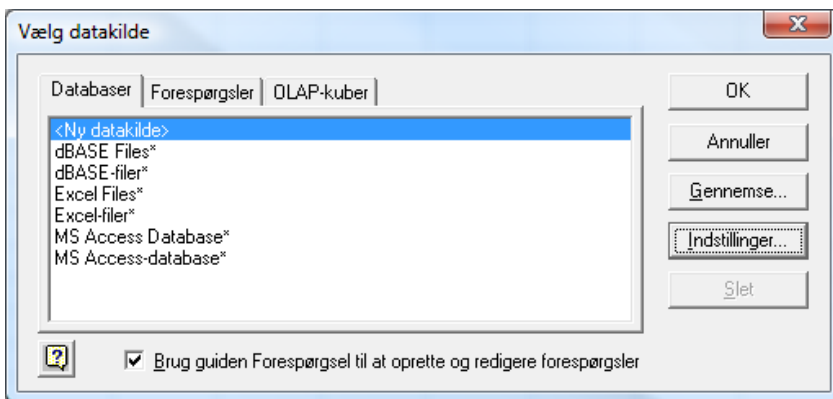 Vælg datakilde
Databaser Forespørgsler OLAP-kuber
<Ny datakilde>
dBASE Files*
dBASE-filer*
Excel Files*
Excel-filer*
MS Access Database*
MS Access-database*
OK
Annuller
Gennemse...
Indstillinger...
Slet
Brug guiden Forespørgsel til at oprette og redigere forespørgsler